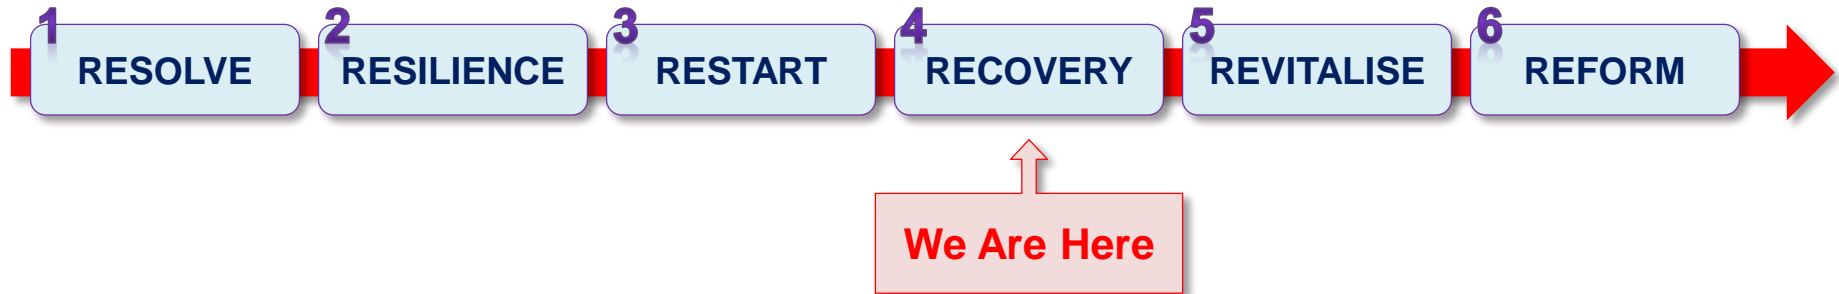 1
RESOLVE
2
RESILIENCE
3
RESTART
4
RECOVERY
5
REVITALISE
6
REFORM
We Are Here